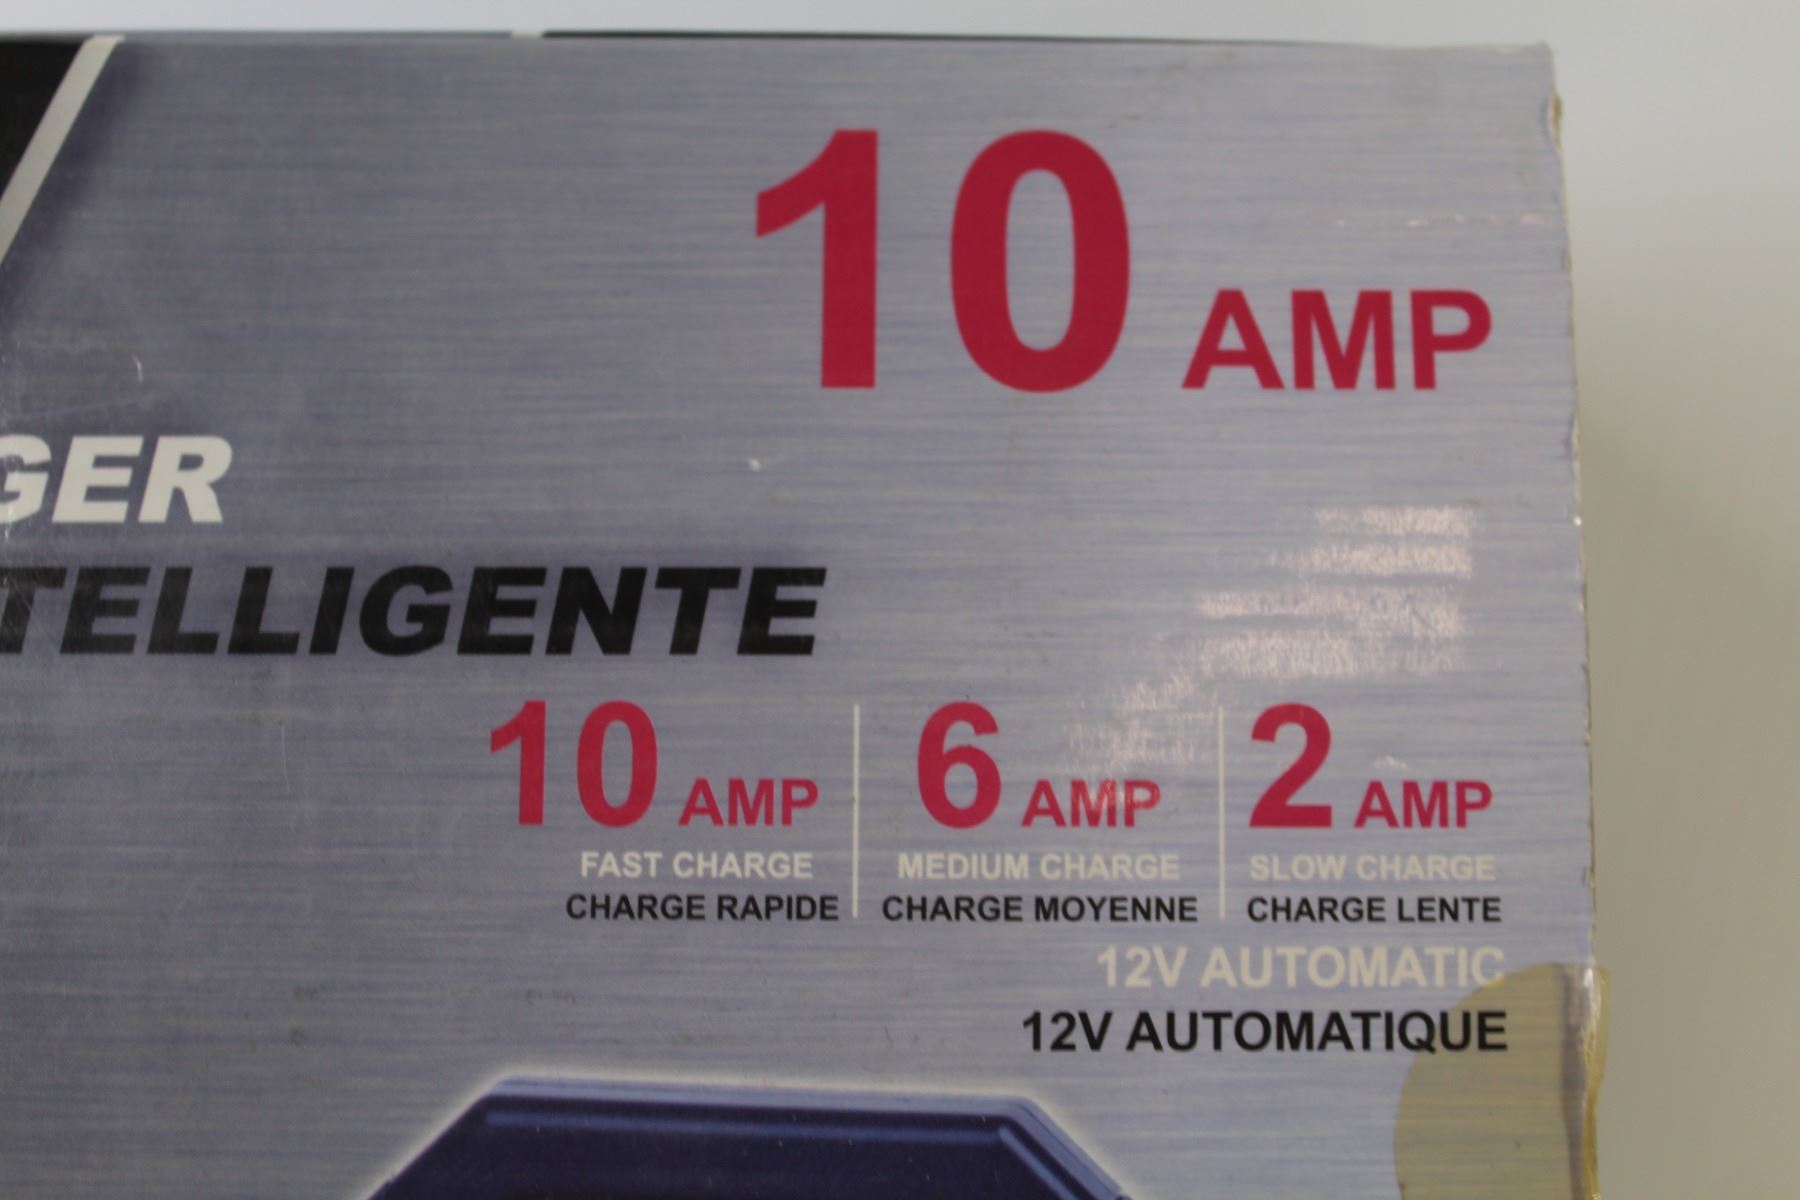 10 AMP
GER
TELLIGENTE
10 AMP 6 AMP 2 AMP
FAST CHARGE MEDIUM CHARGE SLOW CHARGE
CHARGE RAPIDE CHARGE MOYENNE CHARGE LENTE
12V AUTOMATIC
12V AUTOMATIQUE